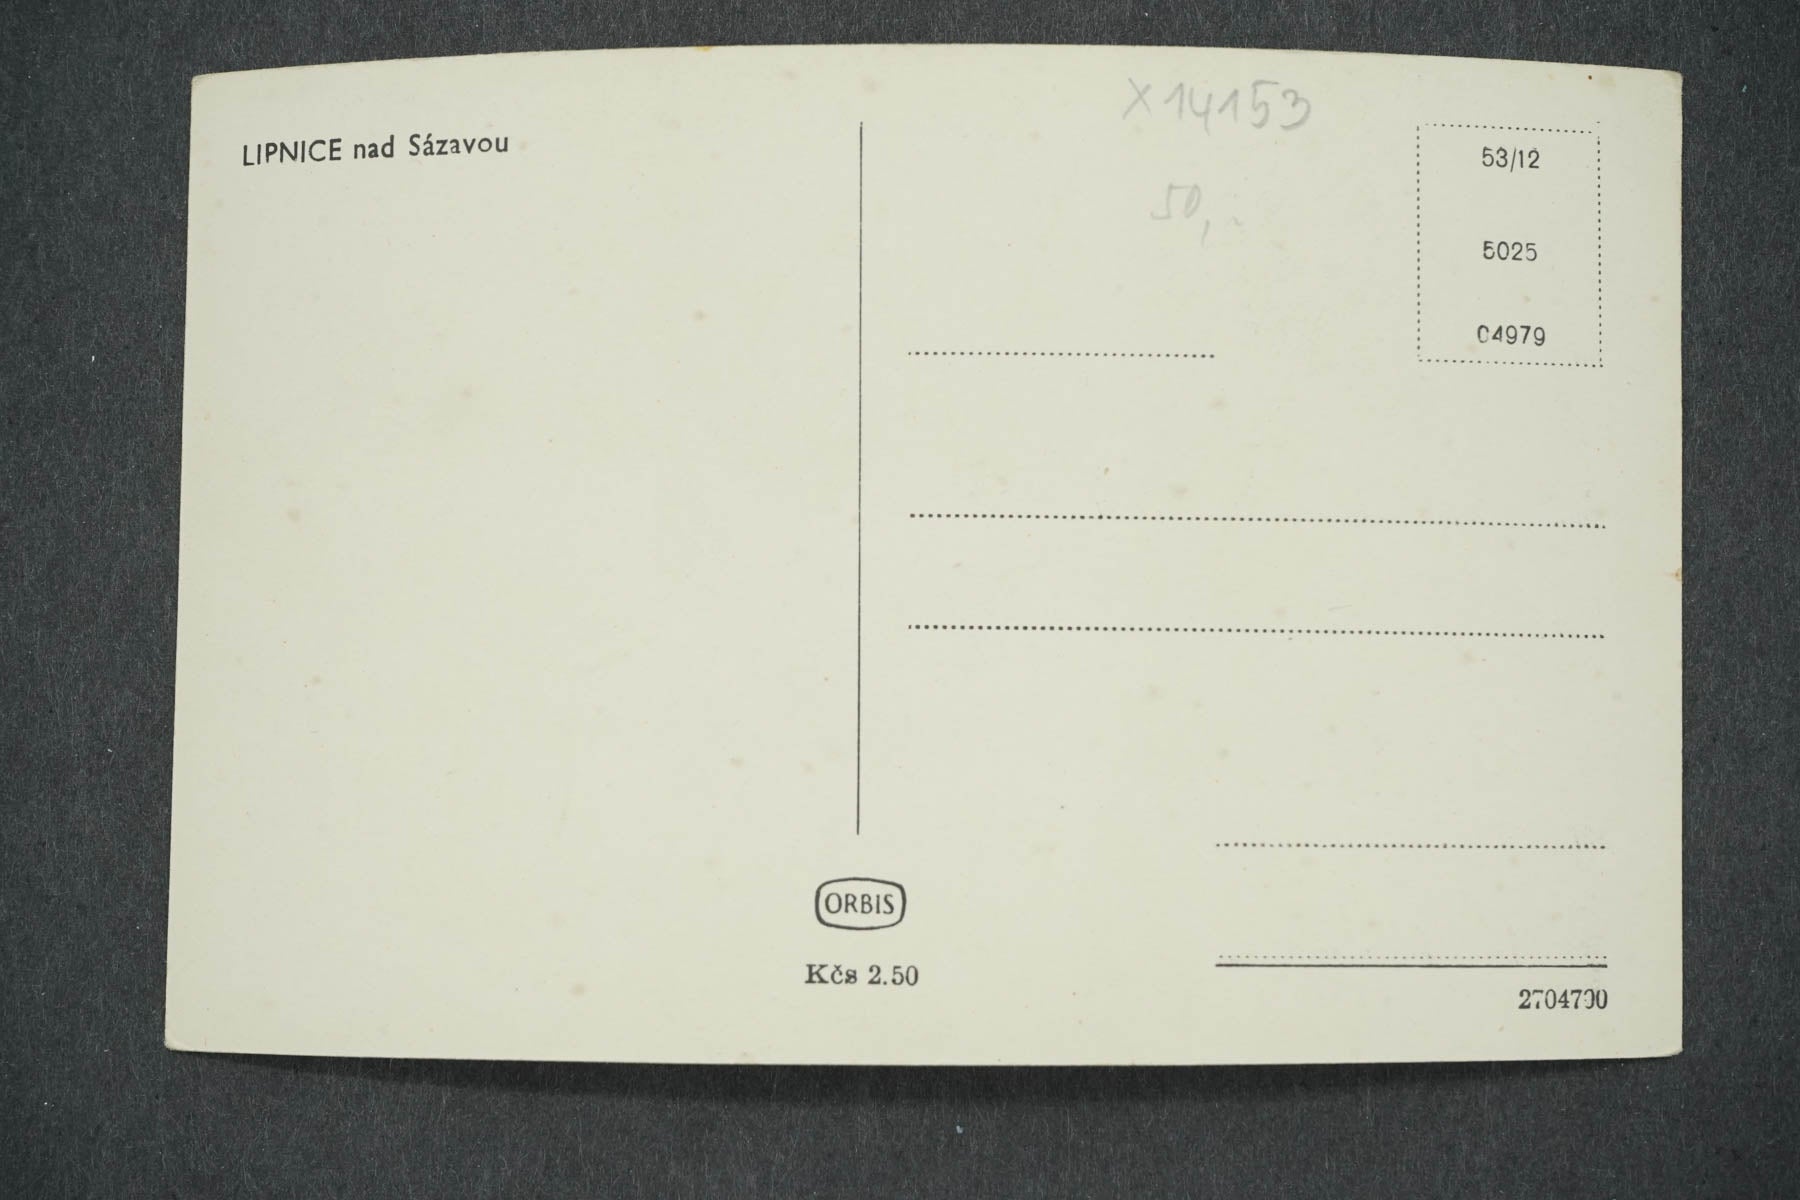 LIPNICE nad Sázavou
X14153
50,-
53/12
5025
04979
ORBIS
Kčs 2.50
2704700